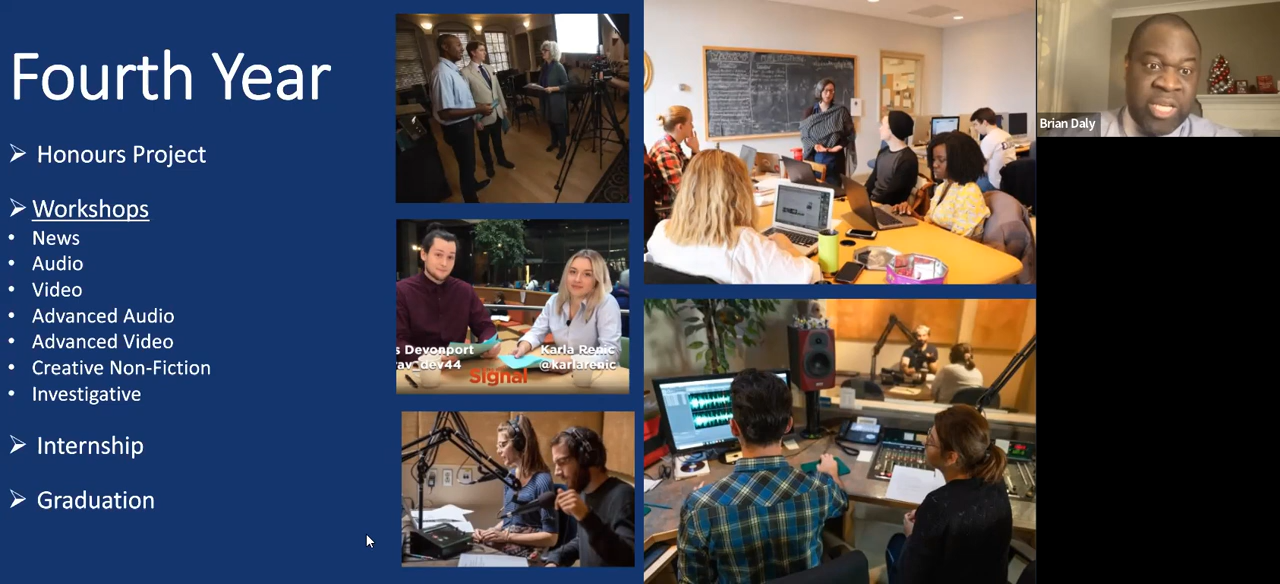 Fourth Year
➢ Honours Project
➢ Workshops
• News
• Audio
• Video
• Advanced Audio
• Advanced Video
• Creative Non-Fiction
• Investigative
➢ Internship
➢ Graduation
s Devonport
rav_dev44
Karla Renic
@karlarenic
Signal
Brian Daly